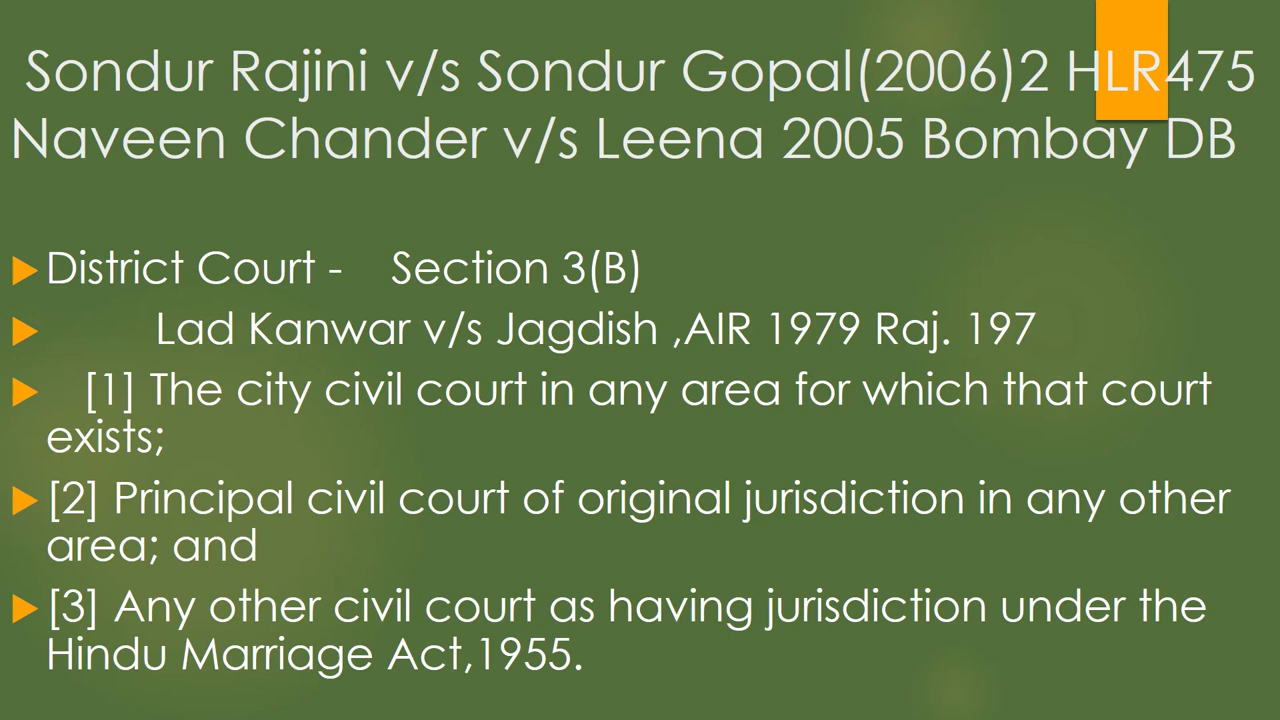 Sondur Rajini v/s Sondur Gopal(2006)2 HLR475
Naveen Chander v/s Leena 2005 Bombay DB
District Court - Section 3(B)
Lad Kanwar v/s Jagdish ,AIR 1979 Raj. 197
[1] The city civil court in any area for which that court
exists;
[2] Principal civil court of original jurisdiction in any other
area; and
[3] Any other civil court as having jurisdiction under the
Hindu Marriage Act,1955.